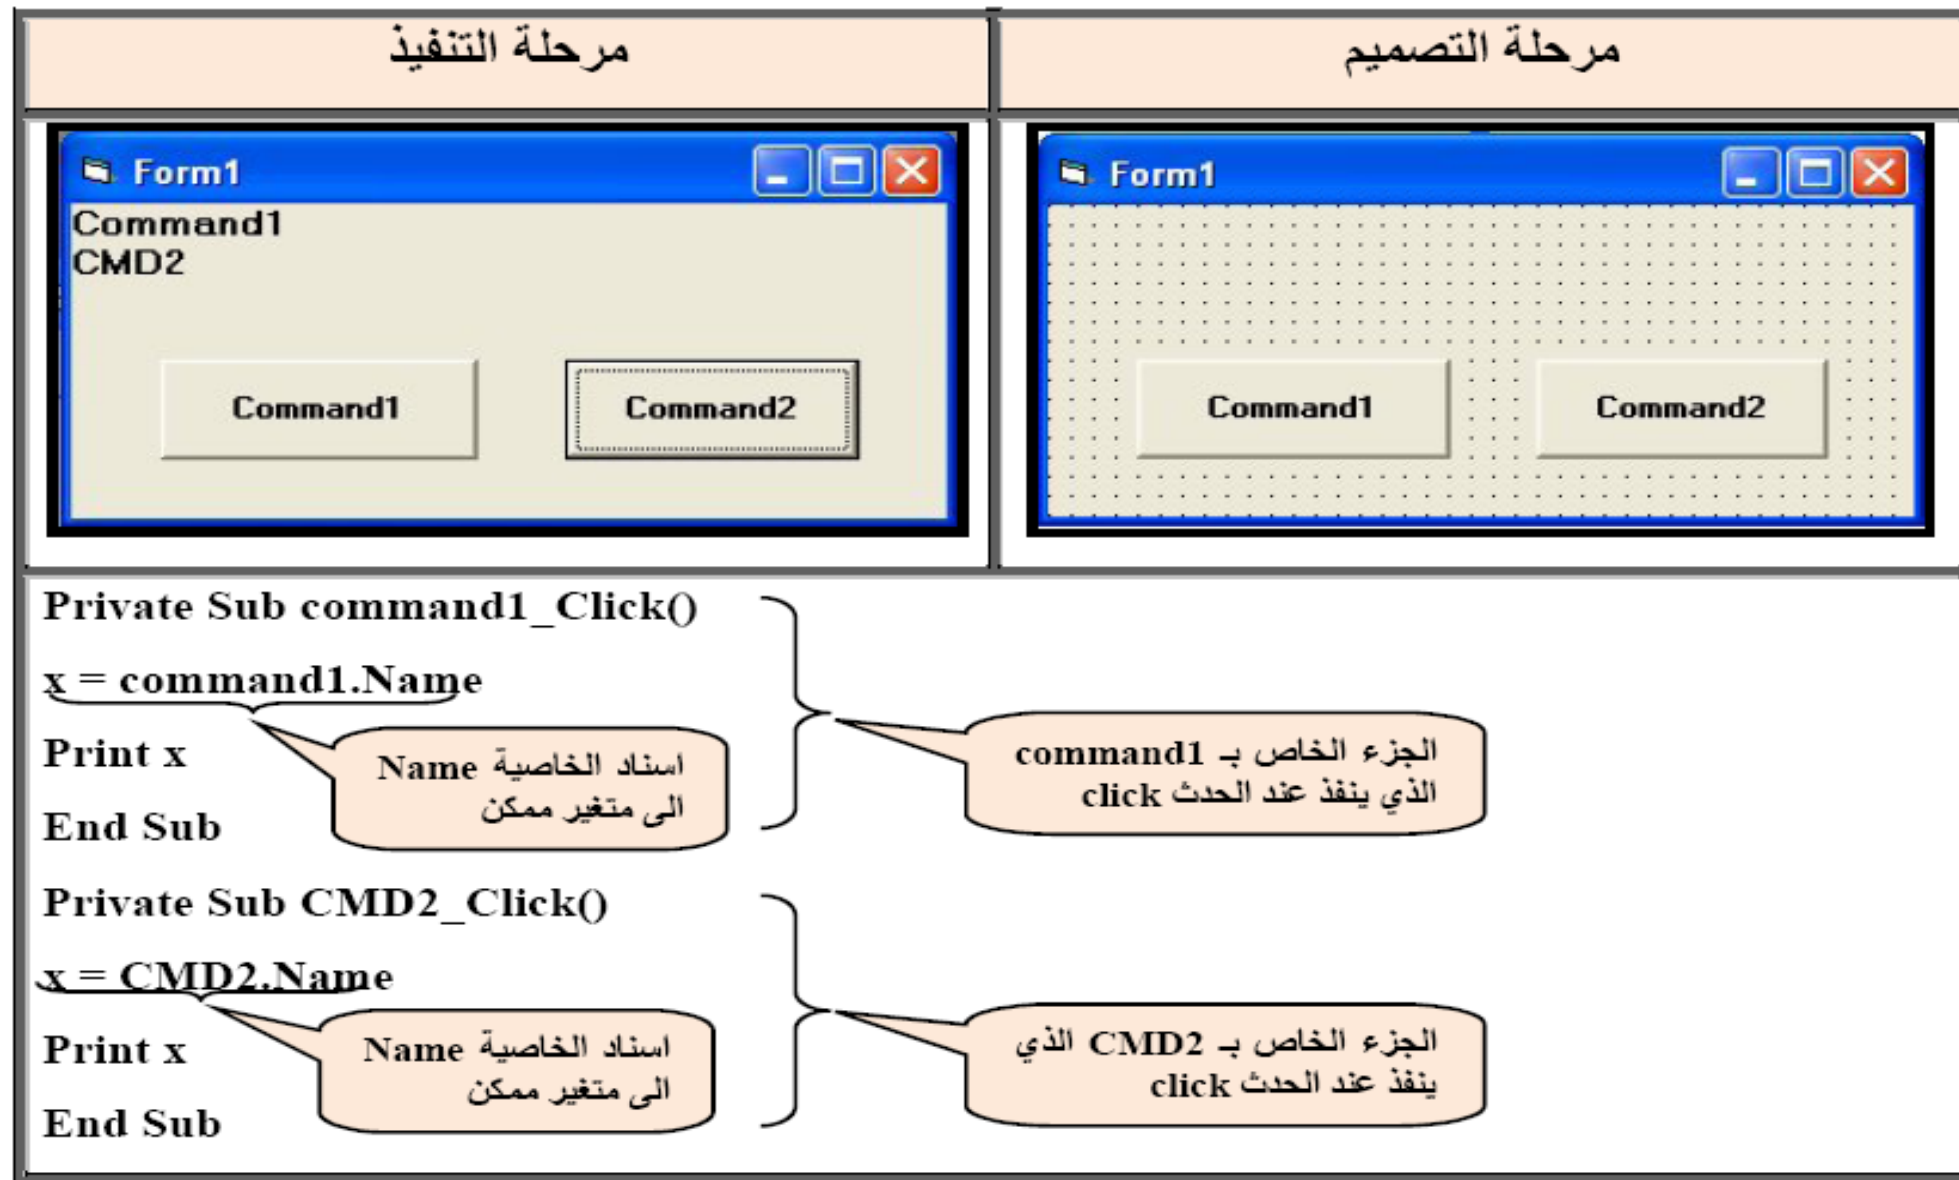 مرحلة التصميم
مرحلة التنفيذ
Form1
Command1
Command2
Form1
Command1
CMD2
Command1
Command2
Private Sub command1_Click()
x = command1.Name
Print x
End Sub
اسناد الخاصية Name
الى متغير ممكن
الجزء الخاص بـ command1
الذي ينفذ عند الحدث click
Private Sub CMD2_Click()
x = CMD2.Name
Print x
End Sub
اسناد الخاصية Name
الى متغير ممكن
الجزء الخاص بـ CMD2 الذي
ينفذ عند الحدث click